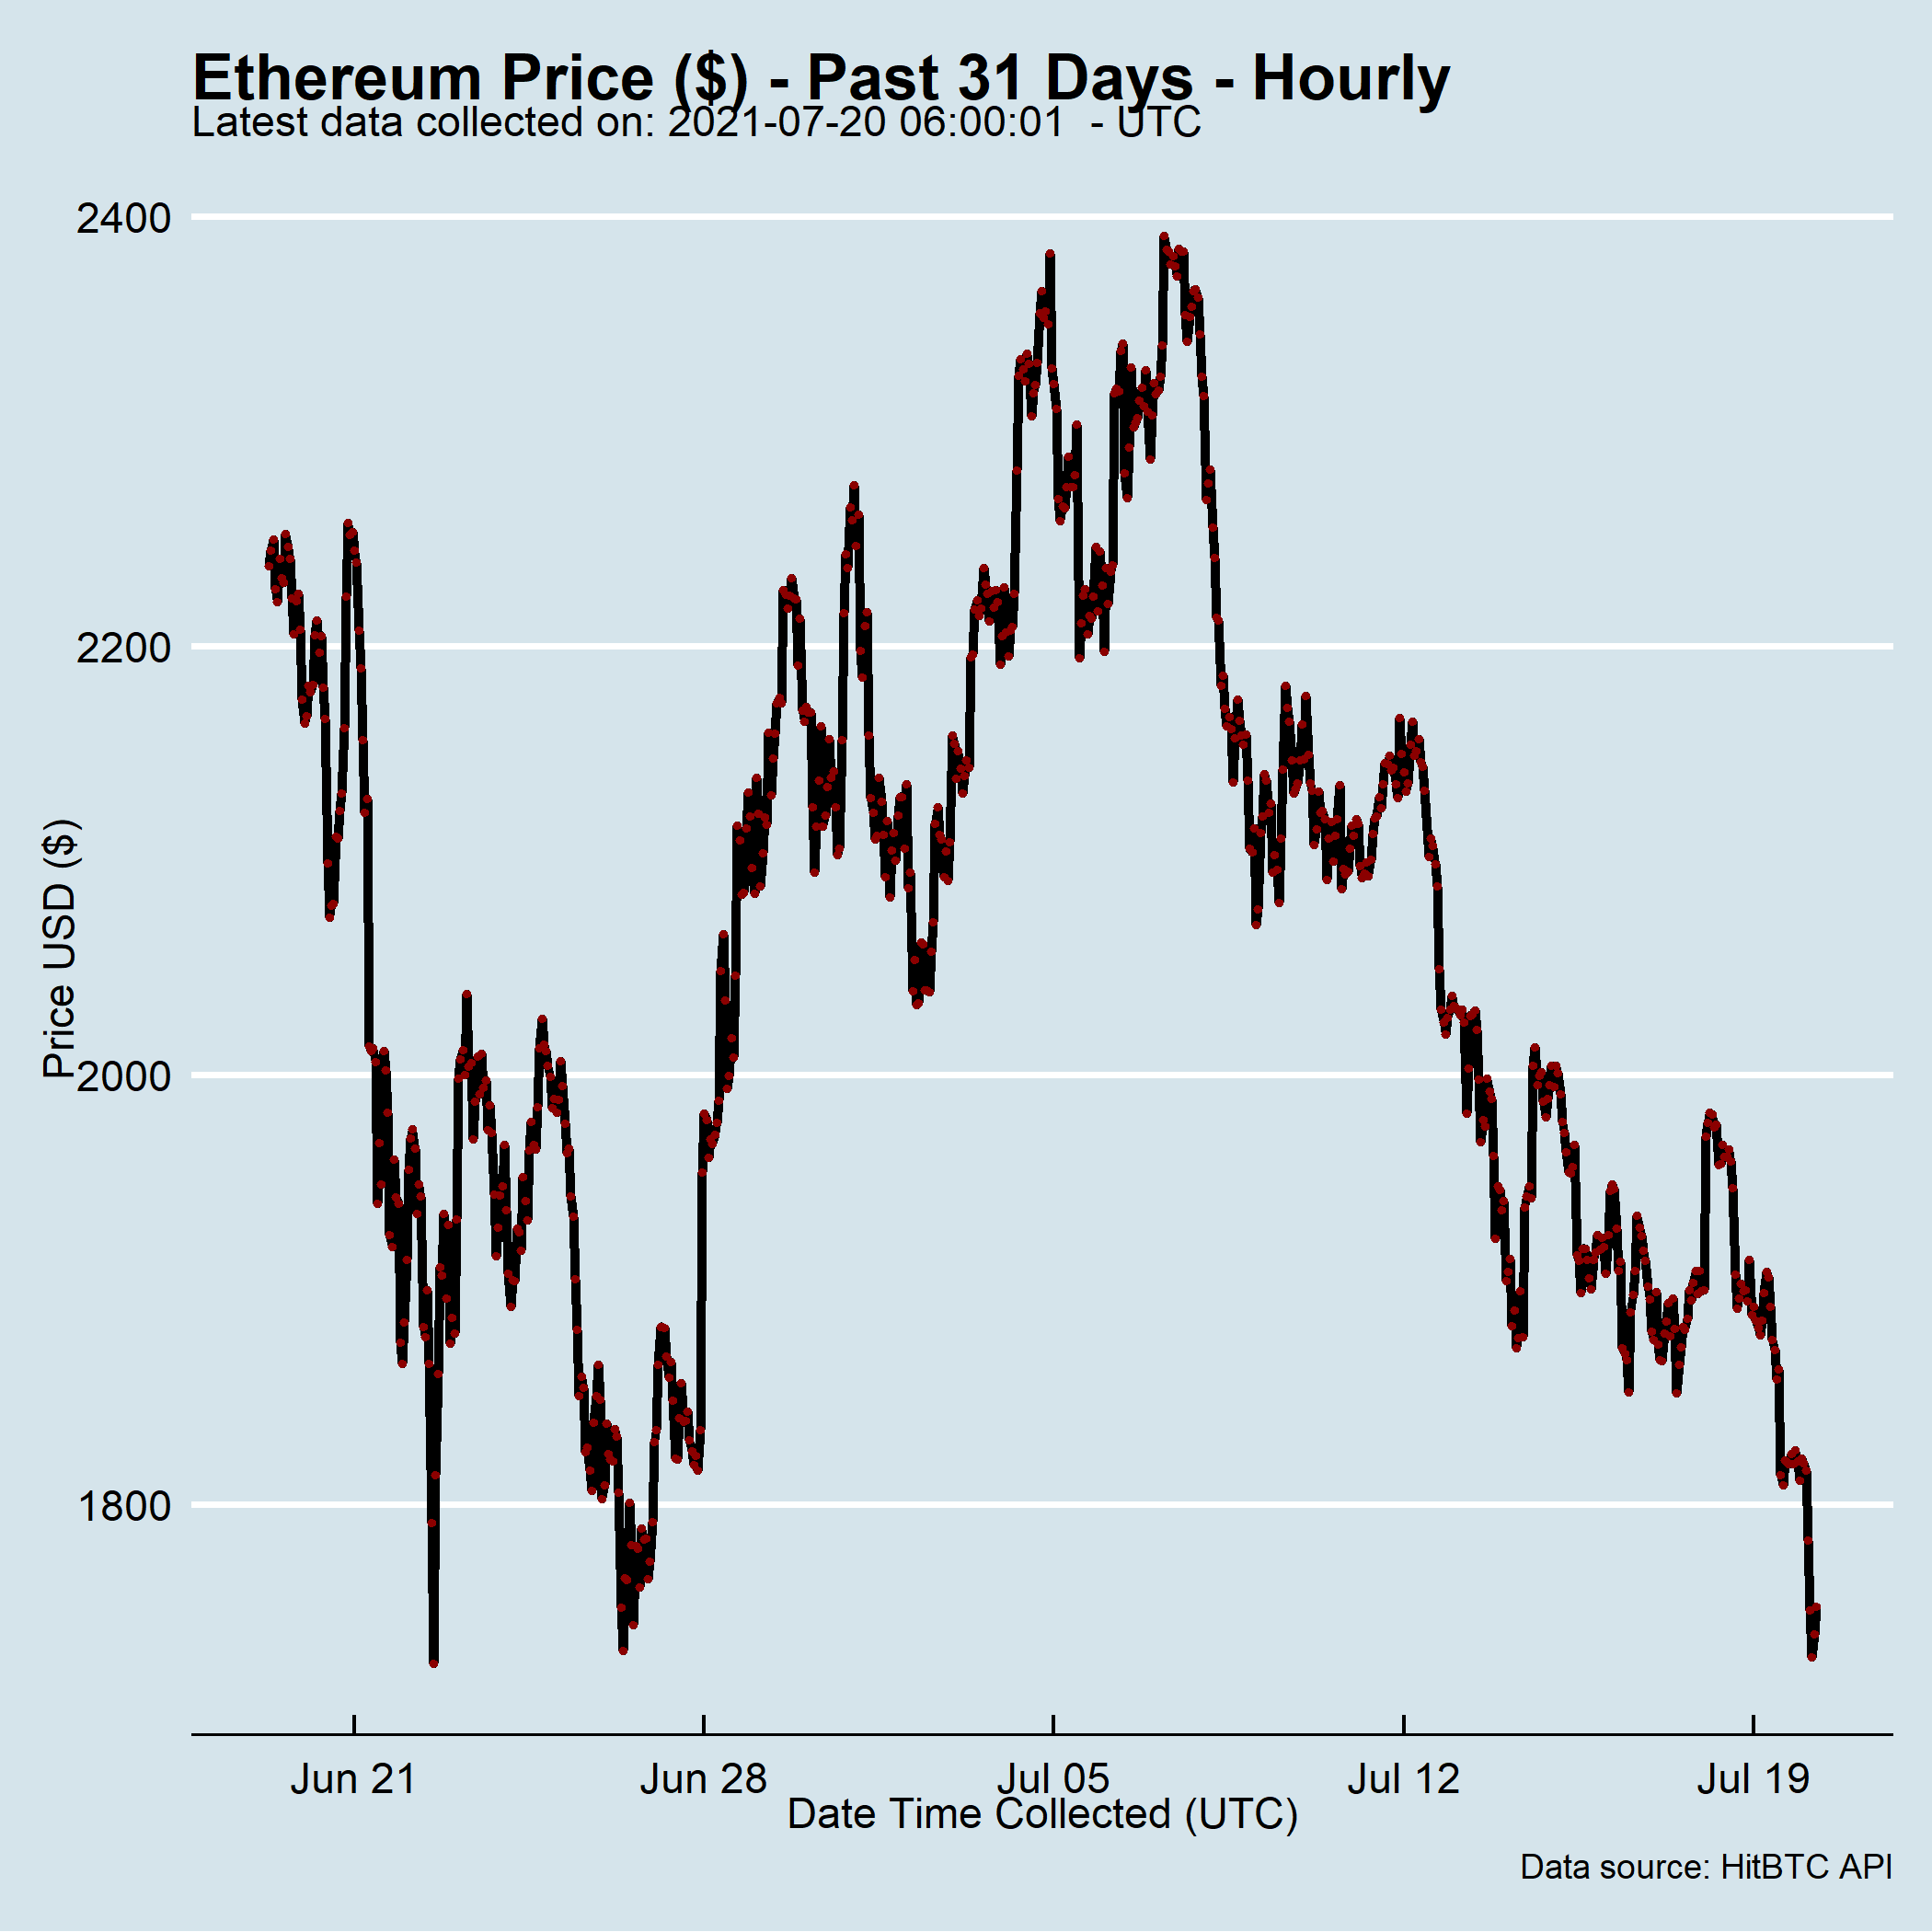 Ethereum Price ($) - Past 31 Days - Hourly
Latest data collected on: 2021-07-20 06:00:01  - UTC
2400
2200
2000
1800
Price USD ($)
Jun 21
Jun 28
Jul 05
Jul 12
Jul 19
Date Time Collected (UTC)
Data source: HitBTC API